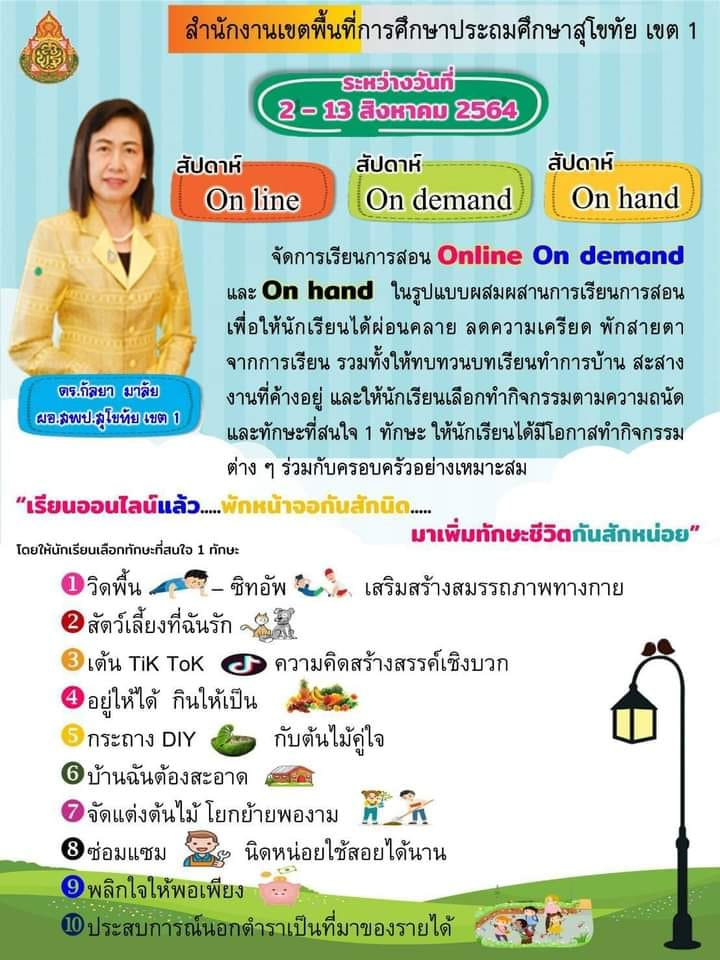 สำนักงานเขตพื้นที่การศึกษาประถมศึกษาสุโขทัย เขต 1
ระหว่างวันที่
2 – 13 สิงหาคม 2564
สัปดาห์
On line
สัปดาห์
On demand
สัปดาห์
On hand
จัดการเรียนการสอน Online On demand
และ On hand ในรูปแบบผสมผสานการเรียนการสอน
เพื่อให้นักเรียนได้ผ่อนคลาย ลดความเครียด พักสายตา
จากการเรียน รวมทั้งให้ทบทวนบทเรียนทำการบ้าน สะสาง
งานที่ค้างอยู่ และให้นักเรียนเลือกทำกิจกรรมตามความถนัด
และทักษะที่สนใจ 1 ทักษะ ให้นักเรียนได้มีโอกาสทำกิจกรรม
ต่าง ๆ ร่วมกับครอบครัวอย่างเหมาะสม
ดร.กัลยา มาลัย
ผอ.สพป.สุโขทัย เขต 1
"เรียนออนไลน์แล้ว.....พักหน้าจอกันสักนิด.....
มาเพิ่มทักษะชีวิตกันสักหน่อย"
โดยให้นักเรียนเลือกทักษะที่สนใจ 1 ทักษะ
1 วิดพื้น – ซิทอัพ เสริมสร้างสมรรถภาพทางกาย
2 สัตว์เลี้ยงที่ฉันรัก
3 เต้น TiK ToK ความคิดสร้างสรรค์เชิงบวก
4 อยู่ให้ได้ กินให้เป็น
5 กระถาง DIY กับต้นไม้คู่ใจ
6 บ้านฉันต้องสะอาด
7 จัดแต่งต้นไม้ โยกย้ายพองาม
8 ซ่อมแซม นิดหน่อยใช้สอยได้นาน
9 พลิกใจให้พอเพียง
10 ประสบการณ์นอกตำราเป็นที่มาของรายได้